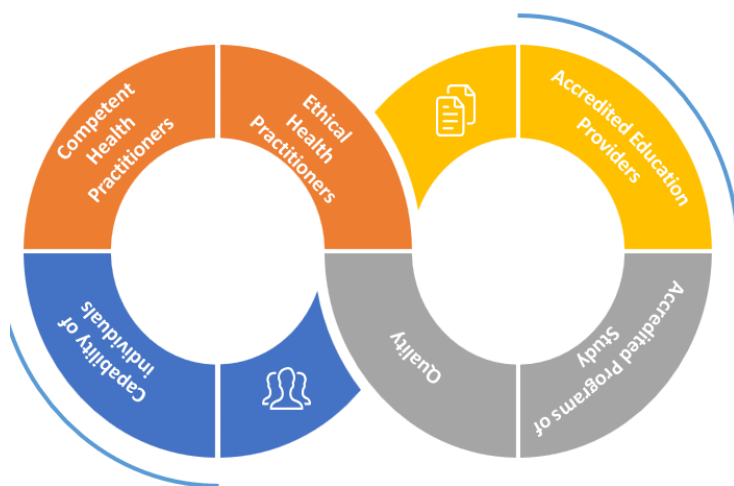 Competent
Health
Practitioners
Ethical
Health
Practitioners
Accredited Education
Providers
Capability of
individuals
Quality
Accredited Programs of
Study